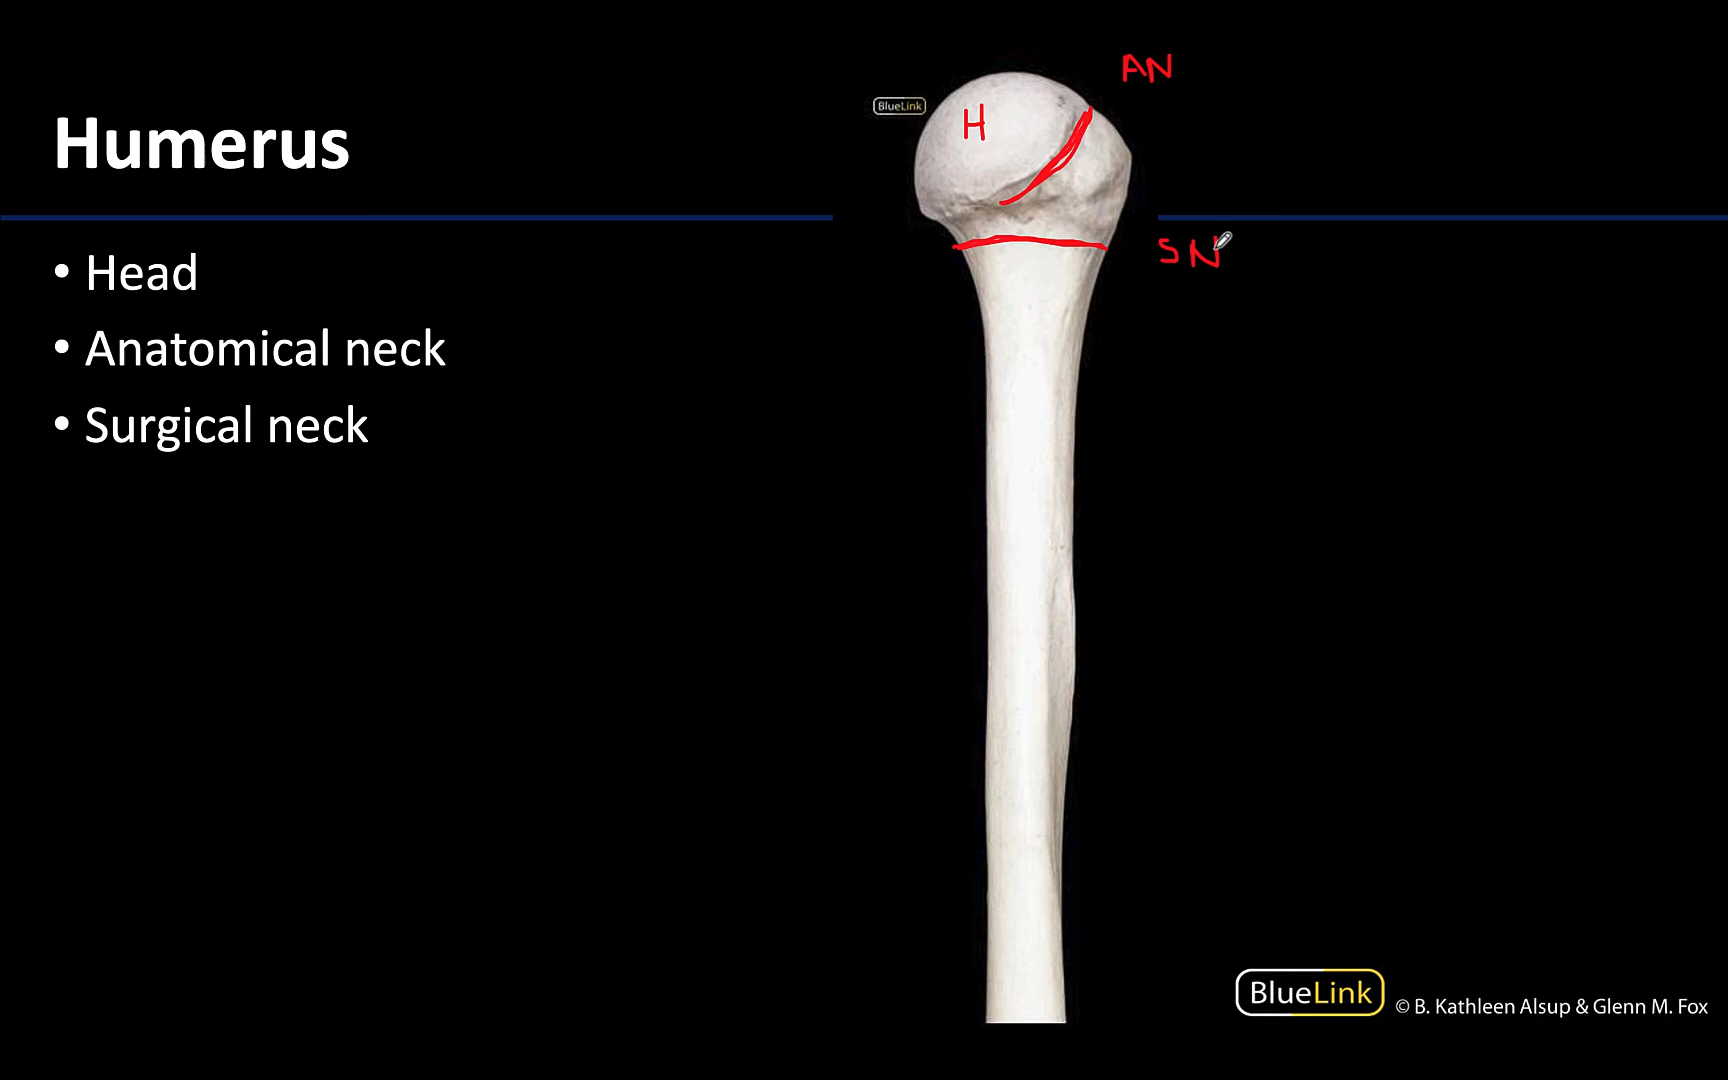 AN
BlueLink
H
Humerus
SN
• Head
• Anatomical neck
• Surgical neck
BlueLink © B. Kathleen Alsup & Glenn M. Fox